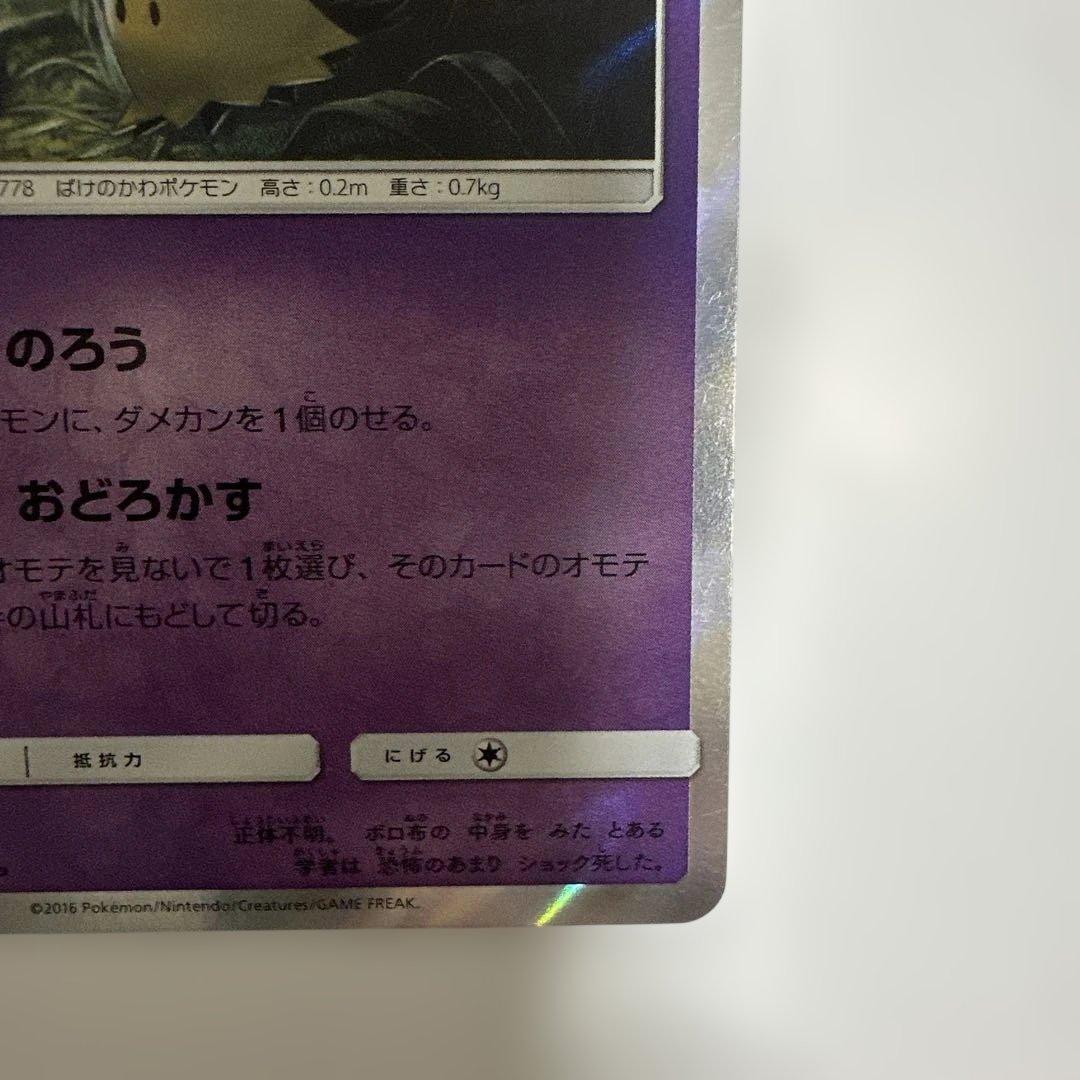 778 ばけのかわポケモン 高さ:0.2m 重さ:0.7kg
のろう
モンに、ダメカンを1個のせる。
おどろかす
オモテを見ないで1枚選び、そのカードのオモテ
の山札にもどして切る。
抵抗力
にげる
正体不明。 ボロ布の 中身を みた とある
学者は 恐怖のあまり ショック死した。
©2016 Pokémon/Nintendo/Creatures/GAME FREAK.